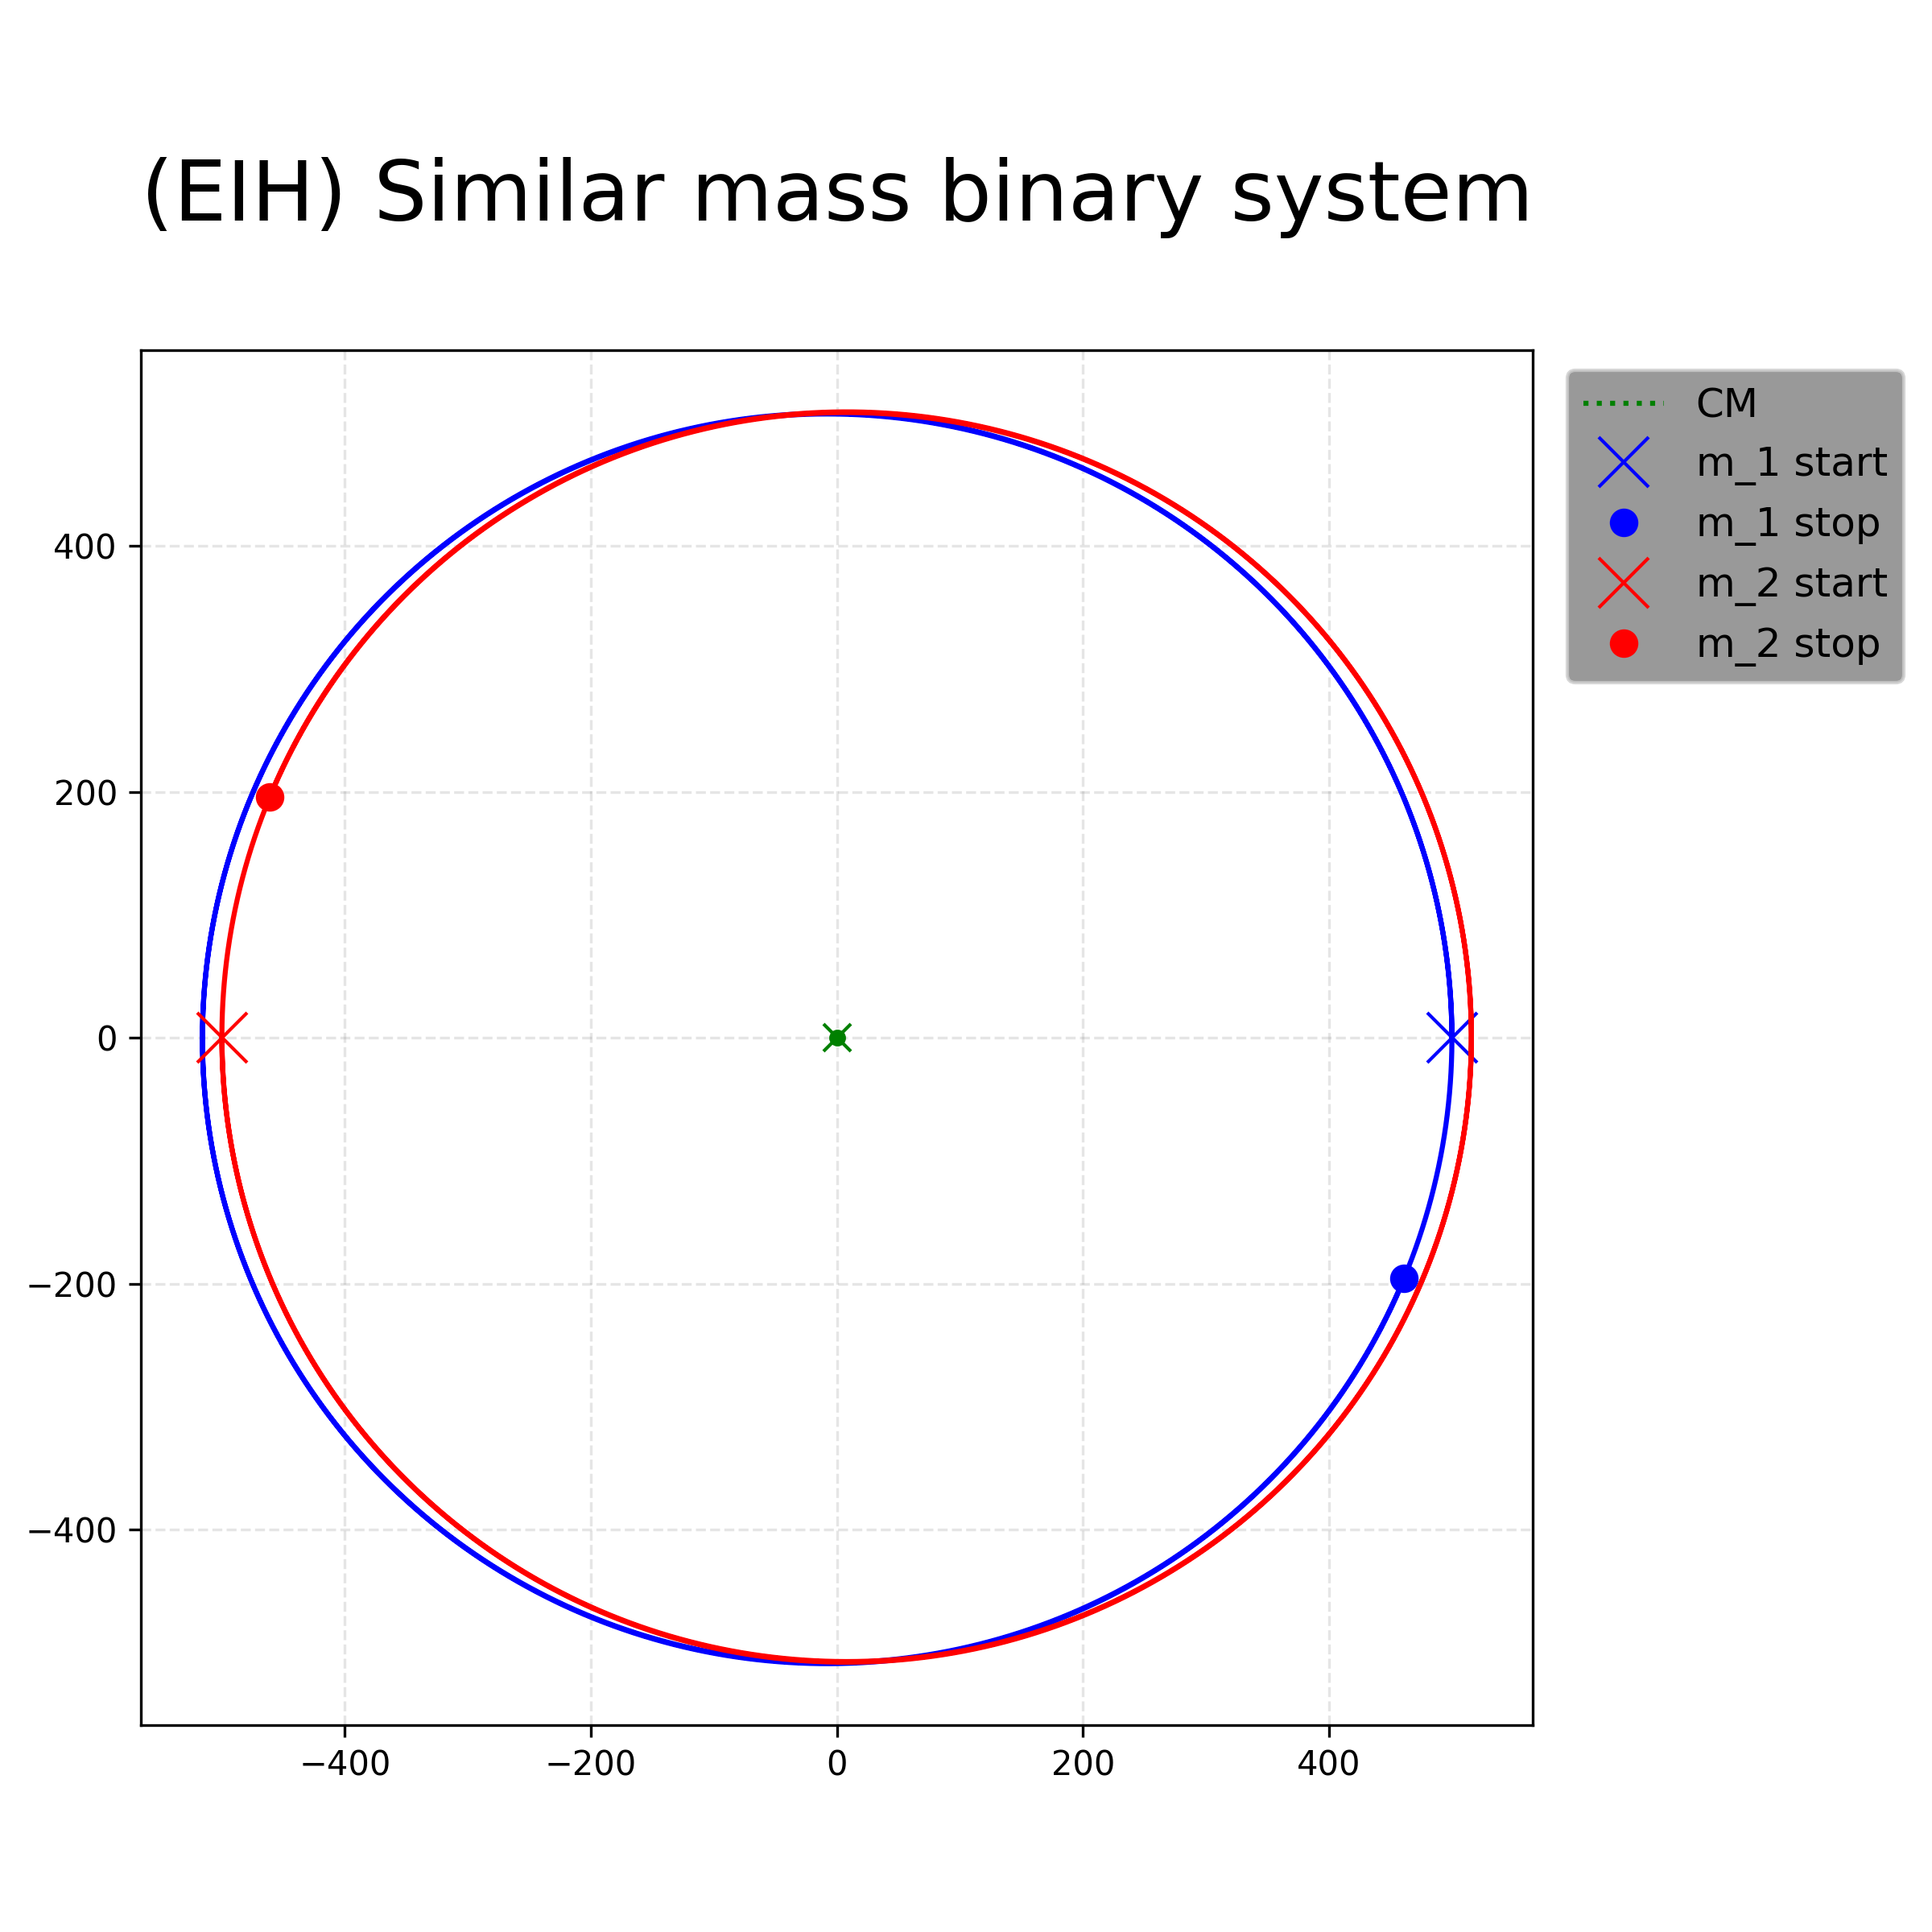 (EIH) Similar mass binary system
CM
m_1 start
m_1 stop
m_2 start
m_2 stop
400
200
0
−200
−400
−400 −200 0 200 400